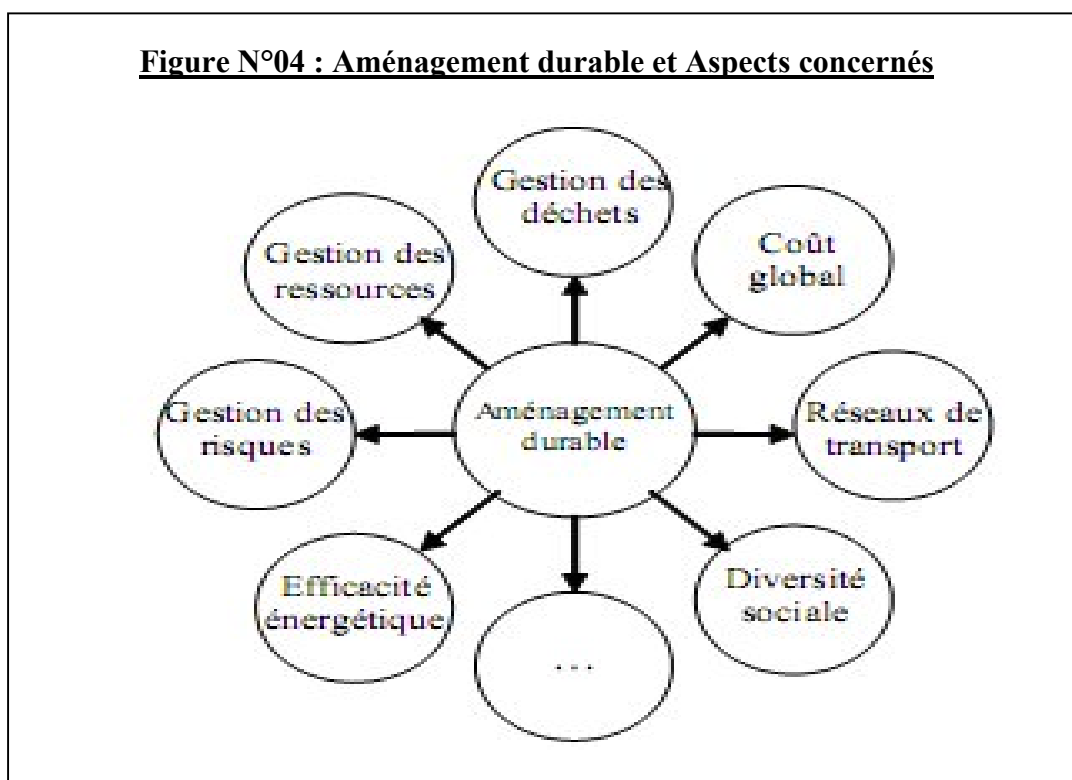 Figure N°04 : Aménagement durable et Aspects concernés
Gestion des
déchets
Gestion des
ressources
Coût
global
Gestion des
risques
Aménagement
durable
Réseaux de
transport
Efficacité
énergétique
Diversité
sociale
...